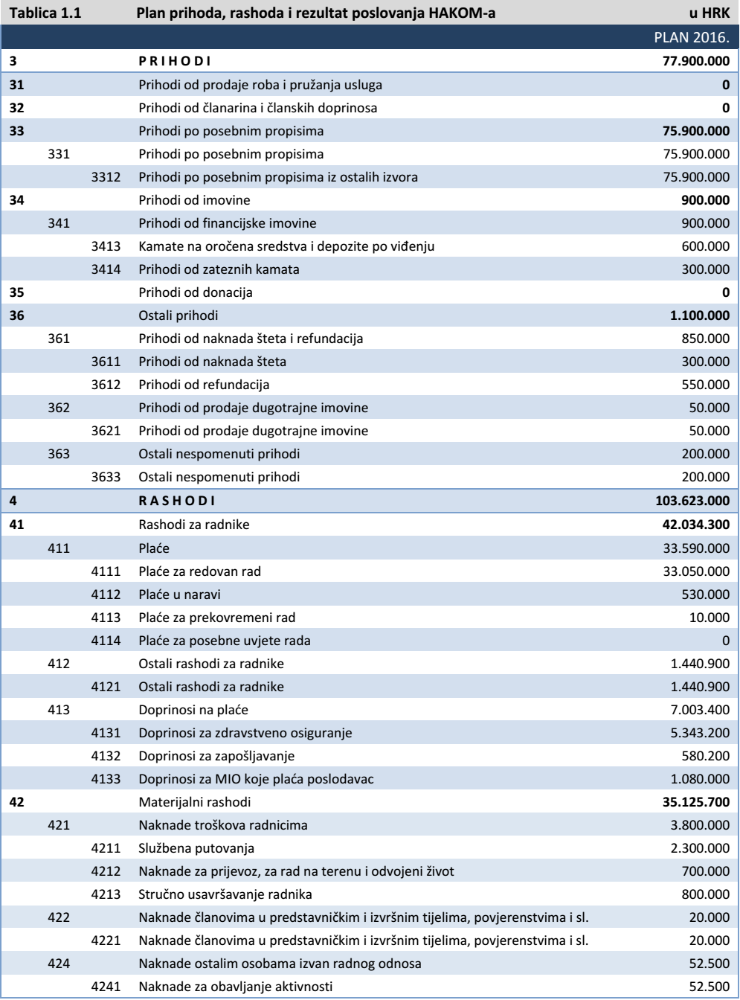 Tablica 1.1 Plan prihoda, rashoda i rezultat poslovanja HAKOM-a u HRK
PLAN 2016.
3 P R I H O D I 77.900.000
31 Prihodi od prodaje roba i pružanja usluga 0
32 Prihodi od članarina i članskih doprinosa 0
33 Prihodi po posebnim propisima 75.900.000
331 Prihodi po posebnim propisima 75.900.000
3312 Prihodi po posebnim propisima iz ostalih izvora 75.900.000
34 Prihodi od imovine 900.000
341 Prihodi od financijske imovine 900.000
3413 Kamate na oročena sredstva i depozite po viđenju 600.000
3414 Prihodi od zateznih kamata 300.000
35 Prihodi od donacija 0
36 Ostali prihodi 1.100.000
361 Prihodi od naknada šteta i refundacija 850.000
3611 Prihodi od naknada šteta 300.000
3612 Prihodi od refundacija 550.000
362 Prihodi od prodaje dugotrajne imovine 50.000
3621 Prihodi od prodaje dugotrajne imovine 50.000
363 Ostali nespomenuti prihodi 200.000
3633 Ostali nespomenuti prihodi 200.000
4 R A S H O D I 103.623.000
41 Rashodi za radnike 42.034.300
411 Plaće 33.590.000
4111 Plaće za redovan rad 33.050.000
4112 Plaće u naravi 530.000
4113 Plaće za prekovremeni rad 10.000
4114 Plaće za posebne uvjete rada 0
412 Ostali rashodi za radnike 1.440.900
4121 Ostali rashodi za radnike 1.440.900
413 Doprinosi na plaće 7.003.400
4131 Doprinosi za zdravstveno osiguranje 5.343.200
4132 Doprinosi za zapošljavanje 580.200
4133 Doprinosi za MIO koje plaća poslodavac 1.080.000
42 Materijalni rashodi 35.125.700
421 Naknade troškova radnicima 3.800.000
4211 Službena putovanja 2.300.000
4212 Naknade za prijevoz, za rad na terenu i odvojeni život 700.000
4213 Stručno usavršavanje radnika 800.000
422 Naknade članovima u predstavničkim i izvršnim tijelima, povjerenstvima i sl. 20.000
4221 Naknade članovima u predstavničkim i izvršnim tijelima, povjerenstvima i sl. 20.000
424 Naknade ostalim osobama izvan radnog odnosa 52.500
4241 Naknade za obavljanje aktivnosti 52.500